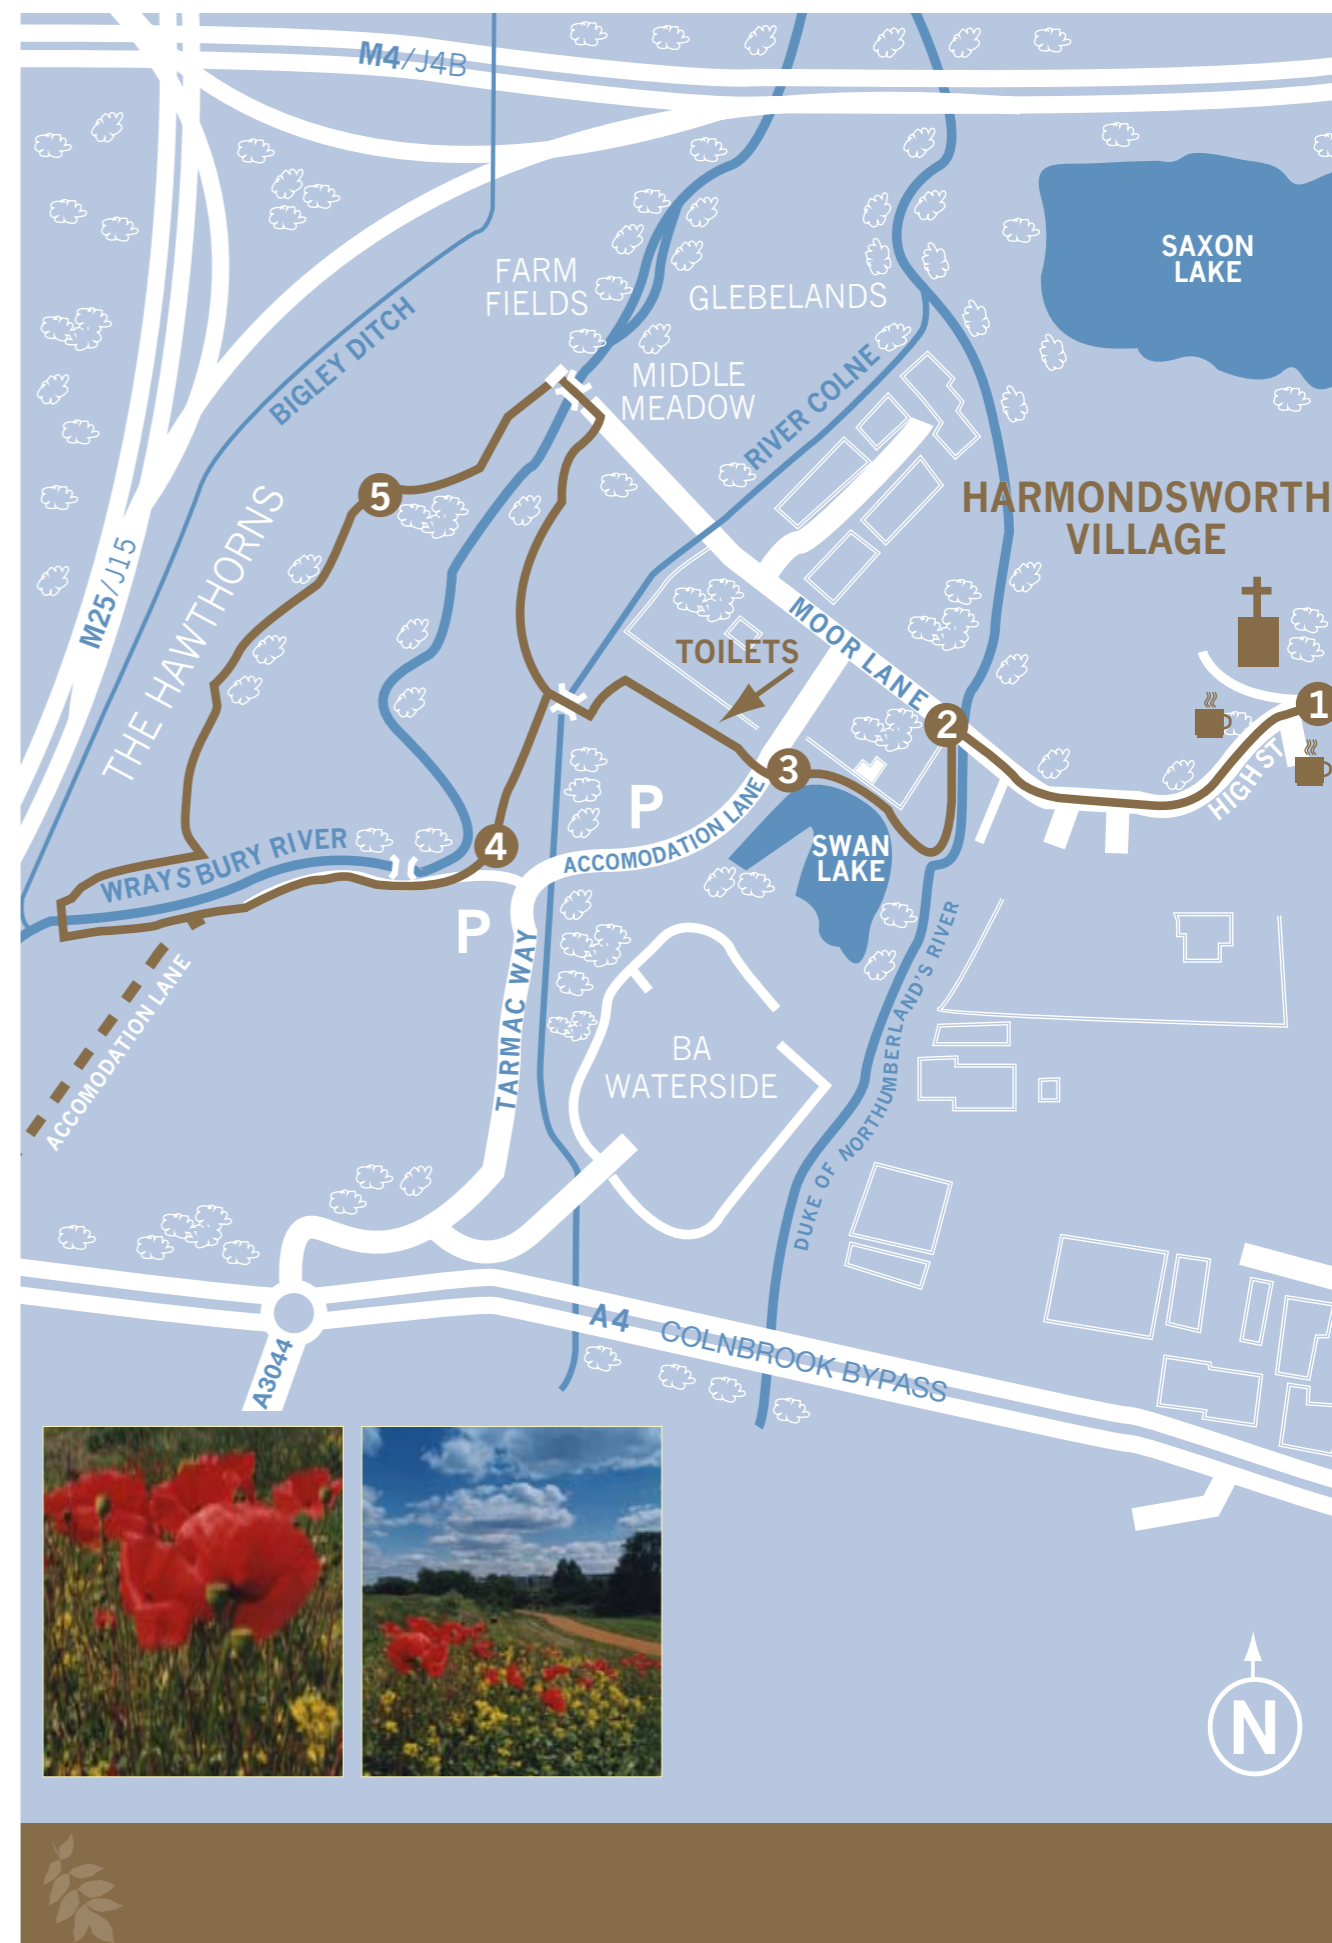 M4/J4B
SAXON
LAKE
FARM
FIELDS
GLEBELANDS
BIGLEY DITCH
MIDDLE
MEADOW
RIVER COLNE
5
HARMONDSWORTH
VILLAGE
M25/J15
THE HAWTHORNS
MOOR LANE
TOILETS
1
2
3
HIGH ST
P
ACCOMODATION LANE
4
WRAYSBURY RIVER
SWAN
LAKE
P
TARMAC WAY
ACCOMODATION LANE
DUKE OF NORTHUMBERLAND'S RIVER
BA
WATERSIDE
A4 COLNBROOK BYPASS
A3044
N